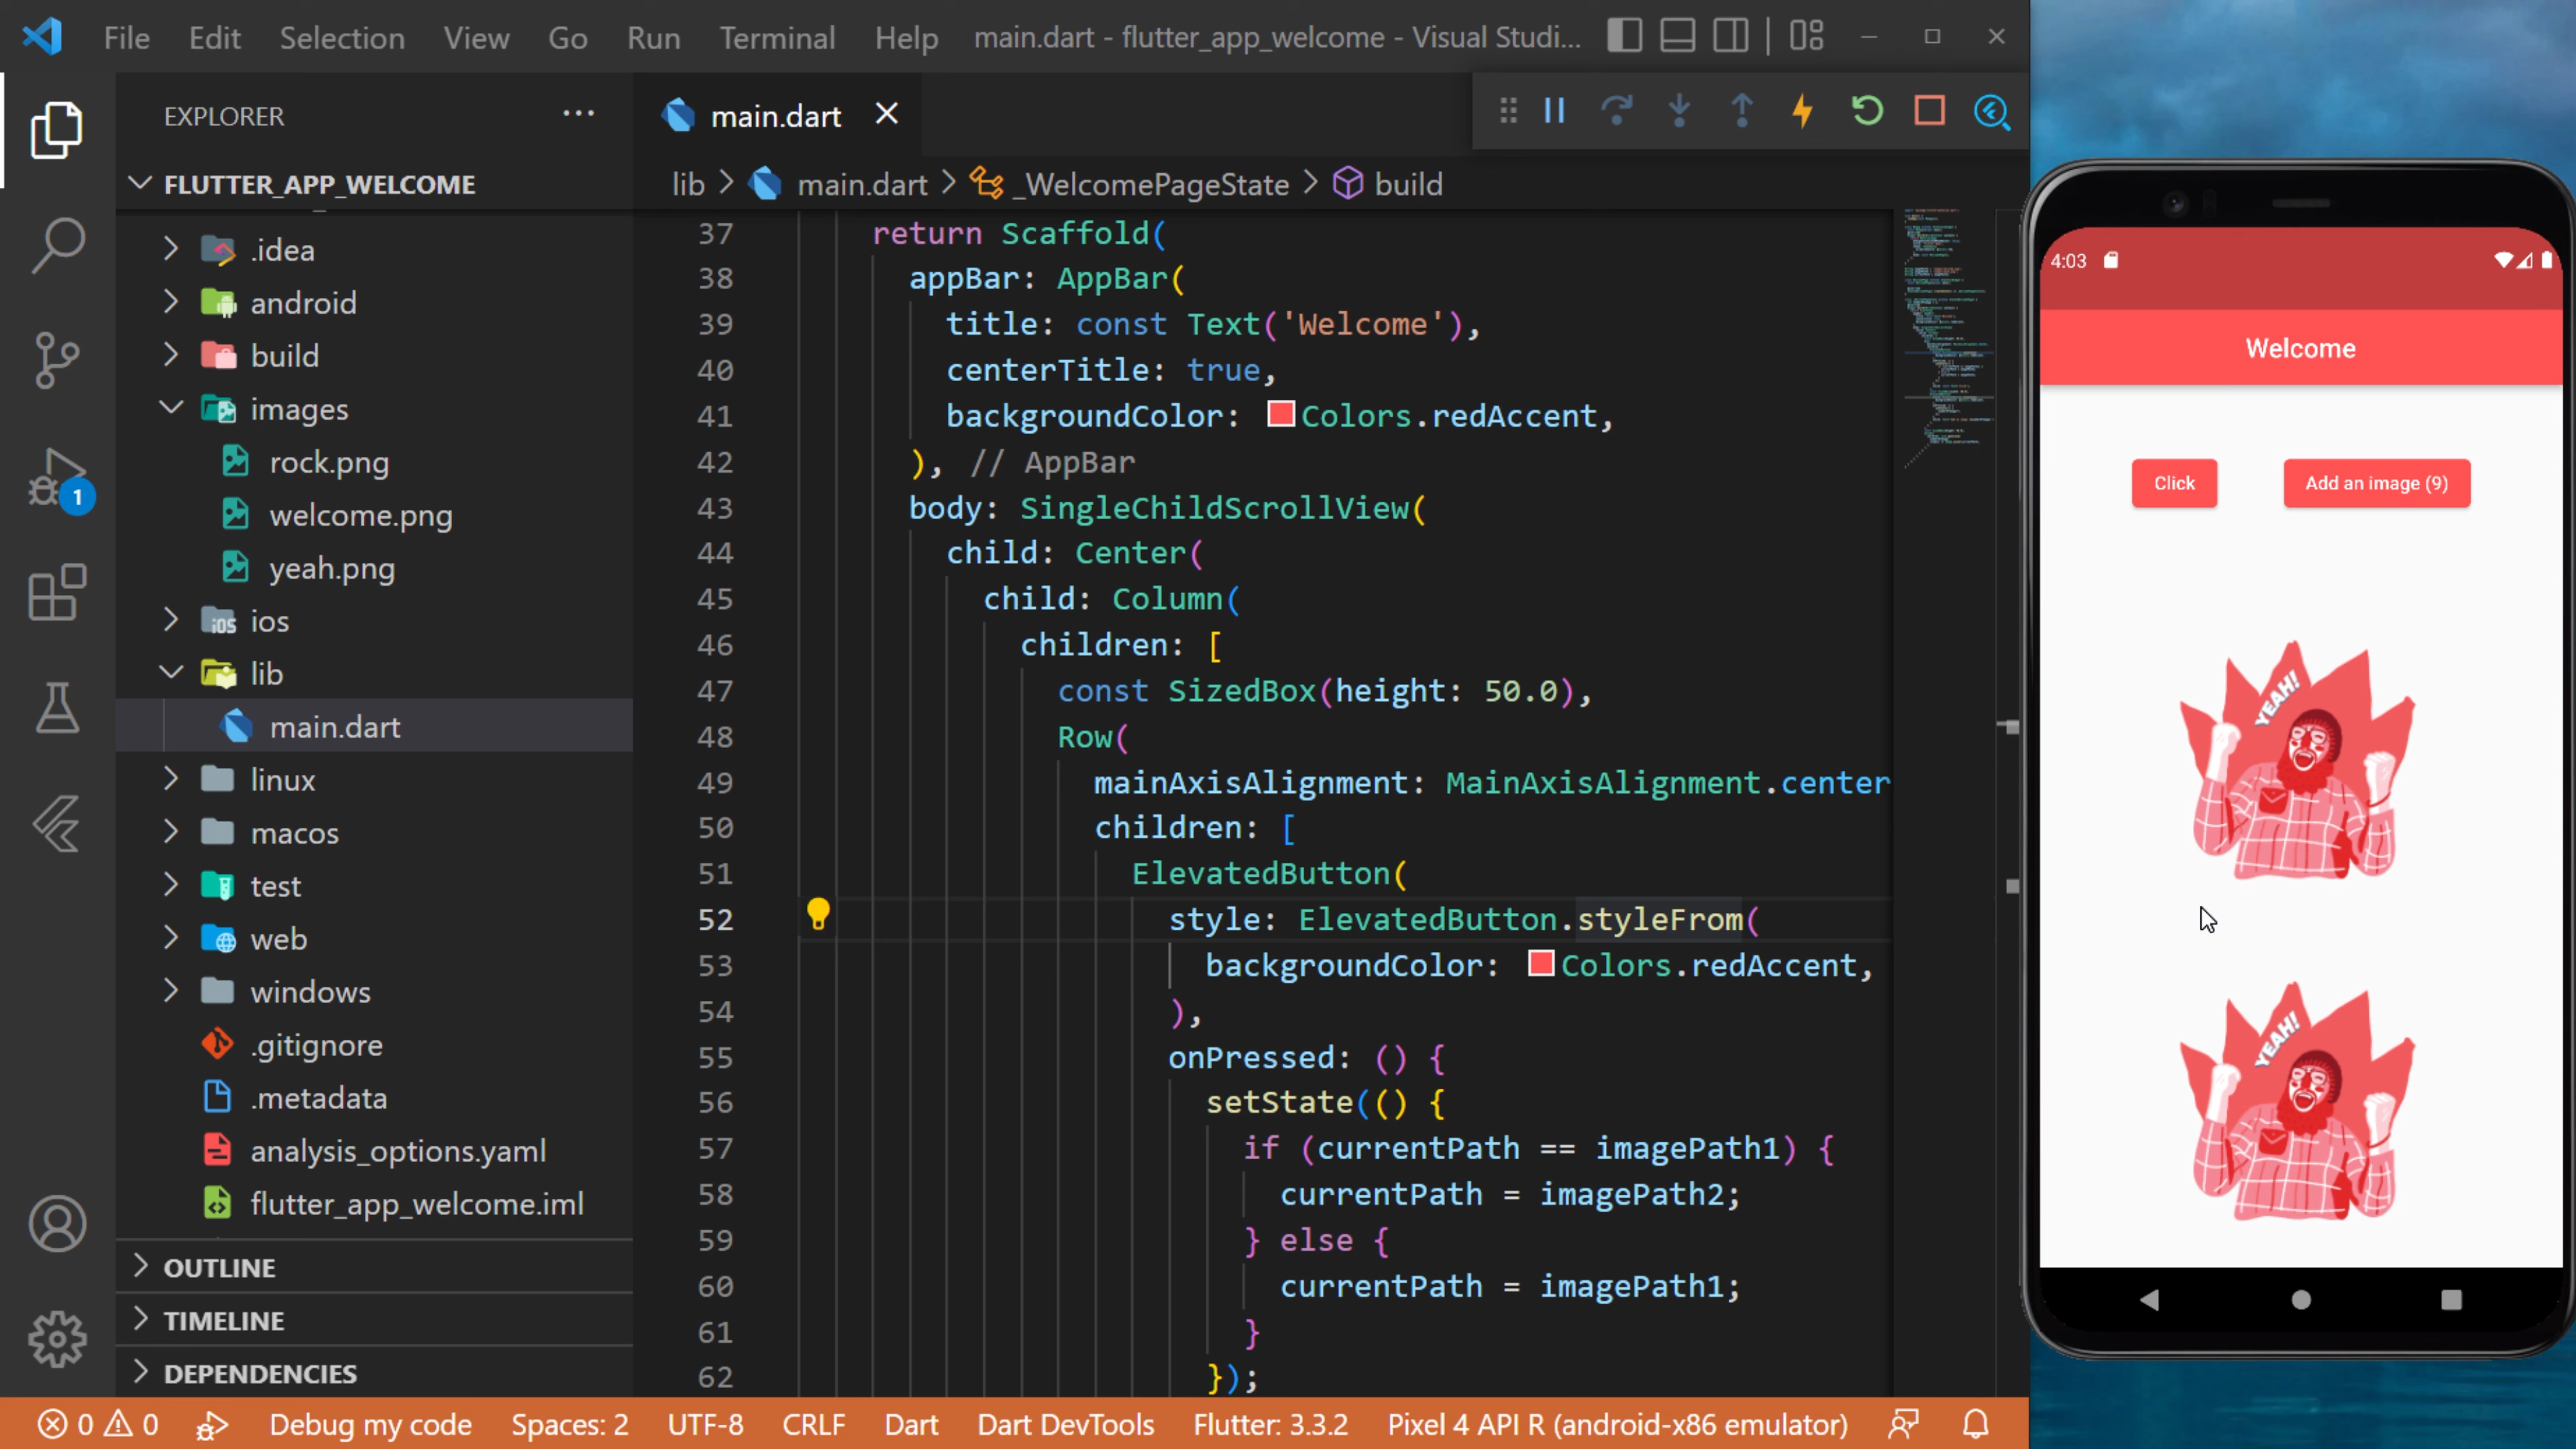 File Edit Selection View Go Run Terminal Help main.dart - flutter_app_welcome - Visual Studi...
EXPLORER ...
FLUTTER_APP_WELCOME
.idea
android
build
images
rock.png
welcome.png
yeah.png
ios
lib
main.dart
linux
macos
test
web
windows
.gitignore
.metadata
analysis_options.yaml
flutter_app_welcome.iml
OUTLINE
TIMELINE
DEPENDENCIES
1
main.dart
lib > main.dart > _WelcomePageState > build
37 return Scaffold(
38 appBar: AppBar(
39 title: const Text('Welcome'),
40 centerTitle: true,
41 backgroundColor: Colors.redAccent,
42 ), // AppBar
43 body: SingleChildScrollView(
44 child: Center(
45 child: Column(
46 children: [
47 const SizedBox(height: 50.0),
48 Row(
49 mainAxisAlignment: MainAxisAlignment.center
50 children: [
51 ElevatedButton(
52 style: ElevatedButton.styleFrom(
53 backgroundColor: Colors.redAccent,
54 ),
55 onPressed: () {
56 setState(() {
57 if (currentPath == imagePath1) {
58 currentPath = imagePath2;
59 } else {
60 currentPath = imagePath1;
61 }
62 });
0 0 Debug my code Spaces: 2 UTF-8 CRLF Dart Dart DevTools Flutter: 3.3.2 Pixel 4 API R (android-x86 emulator)
4:03
Welcome
Click Add an image (9)
YEAH!
YEAH!